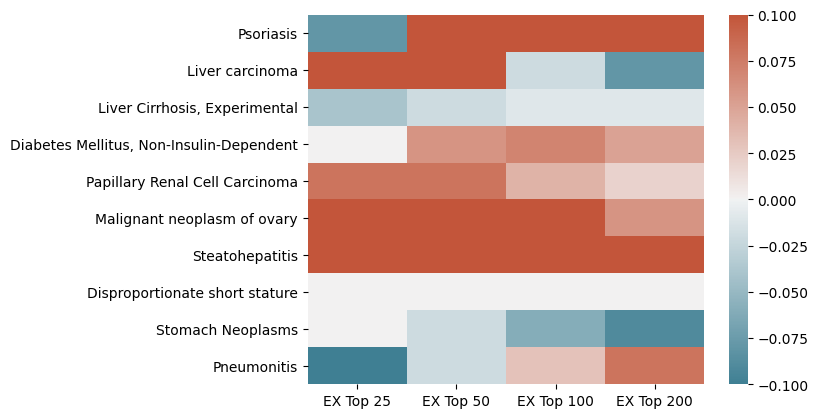 Psoriasis
Liver carcinoma
Liver Cirrhosis, Experimental
Diabetes Mellitus, Non-Insulin-Dependent
Papillary Renal Cell Carcinoma
Malignant neoplasm of ovary
Steatohepatitis
Disproportionate short stature
Stomach Neoplasms
Pneumonitis
EX Top 25 EX Top 50 EX Top 100 EX Top 200
0.100
0.075
0.050
0.025
0.000
−0.025
−0.050
−0.075
−0.100